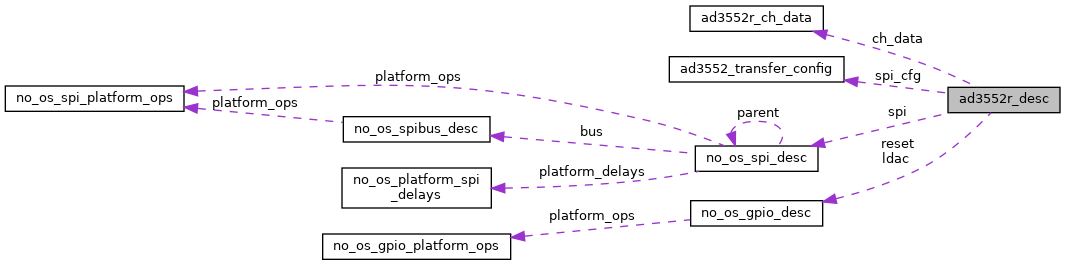 ad3552r_ch_data
ch_data
platform_ops
ad3552_transfer_config
spi_cfg
no_os_spi_platform_ops
platform_ops
ad3552r_desc
parent
spi
no_os_spibus_desc
bus
reset
ldac
no_os_spi_desc
platform_delays
no_os_platform_spi
_delays
no_os_gpio_desc
platform_ops
no_os_gpio_platform_ops